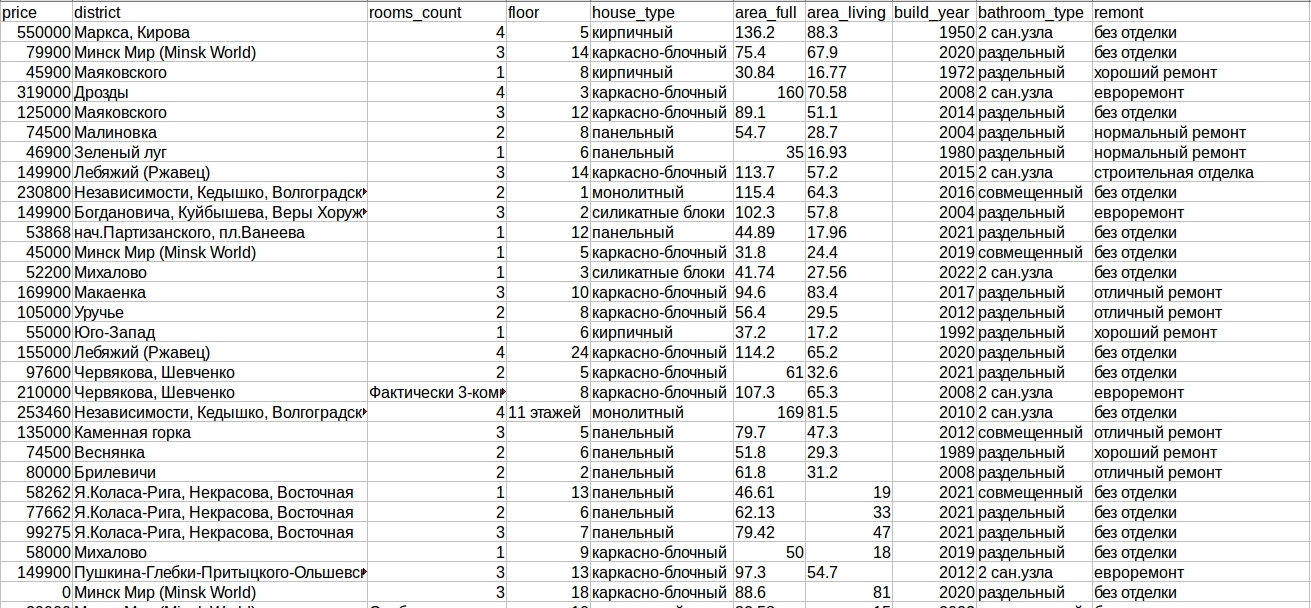 price district rooms_count floor house_type area_full area_living build_year bathroom_type remont
550000 Маркса, Кирова 4 5 кирпичный 136.2 88.3 1950 2 сан.узла без отделки
79900 Минск Мир (Minsk World) 3 14 каркасно-блочный 75.4 67.9 2020 раздельный без отделки
45900 Маяковского 1 8 кирпичный 30.84 16.77 1972 раздельный хороший ремонт
319000 Дрозды 4 3 каркасно-блочный 160 70.58 2008 2 сан.узла евроремонт
125000 Маяковского 3 12 каркасно-блочный 89.1 51.1 2014 раздельный без отделки
74500 Малиновка 2 8 панельный 54.7 28.7 2004 раздельный нормальный ремонт
46900 Зеленый луг 1 6 панельный 35 16.93 1980 раздельный нормальный ремонт
149900 Лебяжий (Ржавец) 3 14 каркасно-блочный 113.7 57.2 2015 2 сан.узла строительная отделка
230800 Независимости, Кедышко, Волгоградск 2 1 монолитный 115.4 64.3 2016 совмещенный без отделки
149900 Богдановича, Куйбышева, Веры Хоруж 3 2 силикатные блоки 102.3 57.8 2004 раздельный евроремонт
53868 нач.Партизанского, пл.Ванеева 1 12 панельный 44.89 17.96 2021 раздельный без отделки
45000 Минск Мир (Minsk World) 1 5 каркасно-блочный 31.8 24.4 2019 совмещенный без отделки
52200 Михалово 1 3 силикатные блоки 41.74 27.56 2022 2 сан.узла без отделки
169900 Макаенка 3 10 каркасно-блочный 94.6 83.4 2017 раздельный отличный ремонт
105000 Уручье 2 8 каркасно-блочный 56.4 29.5 2012 раздельный отличный ремонт
55000 Юго-Запад 1 6 кирпичный 37.2 17.2 1992 раздельный хороший ремонт
155000 Лебяжий (Ржавец) 4 24 каркасно-блочный 114.2 65.2 2020 раздельный без отделки
97600 Червякова, Шевченко 2 5 каркасно-блочный 61 32.6 2021 раздельный без отделки
210000 Червякова, Шевченко Фактически 3-ком 8 каркасно-блочный 107.3 65.3 2008 2 сан.узла евроремонт
253460 Независимости, Кедышко, Волгоградск 4 11 этажей монолитный 169 81.5 2010 2 сан.узла без отделки
135000 Каменная горка 3 5 панельный 79.7 47.3 2012 совмещенный отличный ремонт
74500 Веснянка 2 6 панельный 51.8 29.3 1989 раздельный хороший ремонт
80000 Брилевичи 2 2 панельный 61.8 31.2 2008 раздельный отличный ремонт
58262 Я.Коласа-Рига, Некрасова, Восточная 1 13 панельный 46.61 19 2021 совмещенный без отделки
77662 Я.Коласа-Рига, Некрасова, Восточная 2 6 панельный 62.13 33 2021 раздельный без отделки
99275 Я.Коласа-Рига, Некрасова, Восточная 3 7 панельный 79.42 47 2021 раздельный без отделки
58000 Михалово 1 9 каркасно-блочный 50 18 2019 раздельный без отделки
149900 Пушкина-Глебки-Притыцкого-Ольшевс 3 13 каркасно-блочный 97.3 54.7 2012 2 сан.узла евроремонт
0 Минск Мир (Minsk World) 3 18 каркасно-блочный 88.6 81 2020 раздельный без отделки